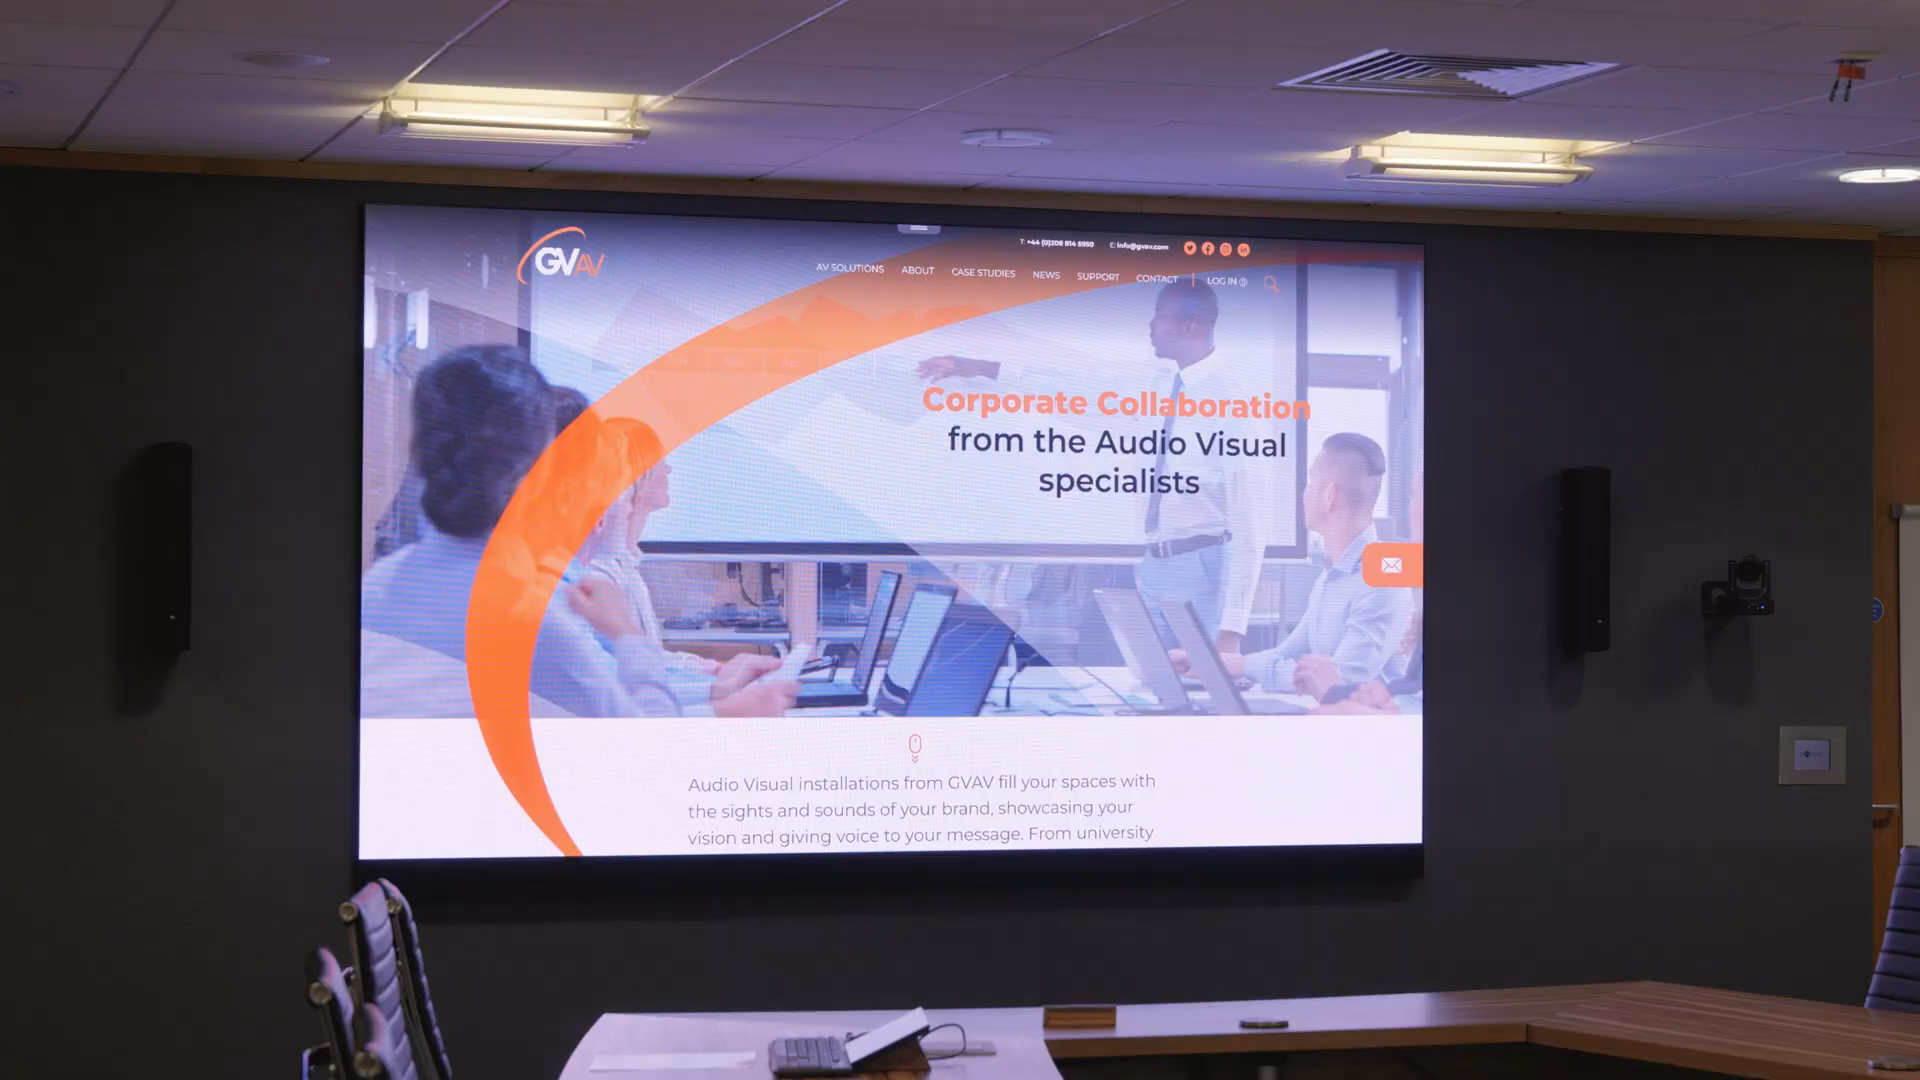 GVAV
T: +44 (0)208 814 5950 E: info@gvav.com
AV SOLUTIONS ABOUT CASE STUDIES NEWS SUPPORT CONTACT LOG IN
Corporate Collaboration
from the Audio Visual
specialists
Audio Visual installations from GVAV fill your spaces with
the sights and sounds of your brand, showcasing your
vision and giving voice to your message. From university